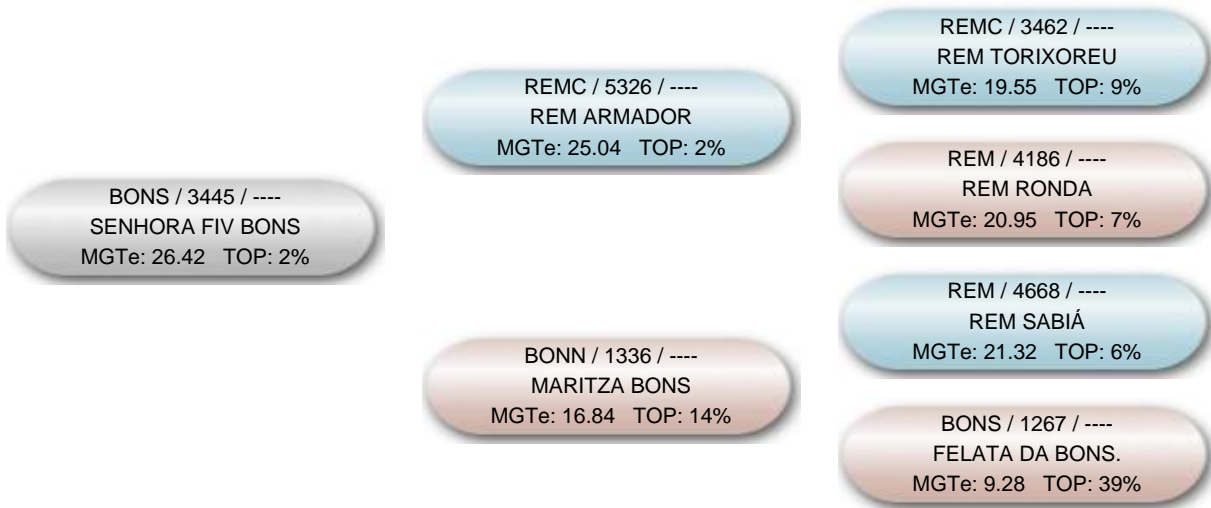 BONS / 3445 / ----
SENHORA FIV BONS
MGTe: 26.42 TOP: 2%
REMC / 5326 / ----
REM ARMADOR
MGTe: 25.04 TOP: 2%
BONN / 1336 / ----
MARITZA BONS
MGTe: 16.84 TOP: 14%
REMC / 3462 / ----
REM TORIXOREU
MGTe: 19.55 TOP: 9%
REM / 4186 / ----
REM RONDA
MGTe: 20.95 TOP: 7%
REM / 4668 / ----
REM SABIÁ
MGTe: 21.32 TOP: 6%
BONS / 1267 / ----
FELATA DA BONS.
MGTe: 9.28 TOP: 39%